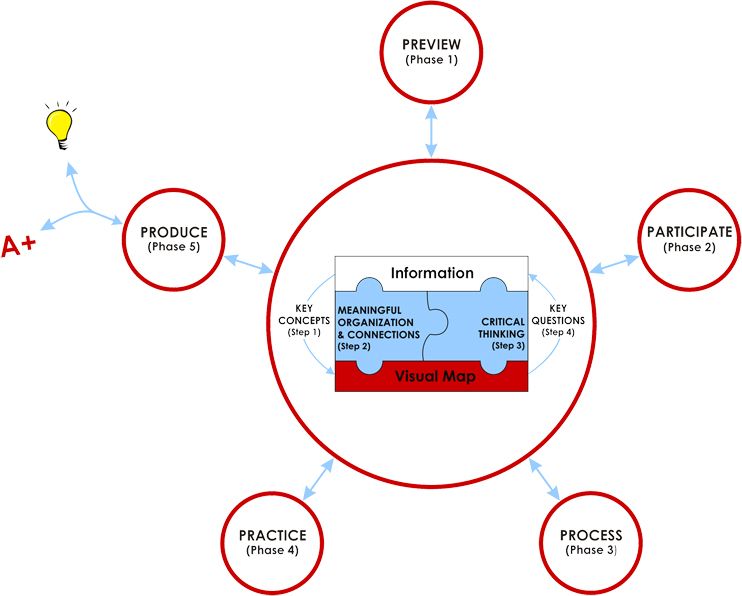 PREVIEW
(Phase 1)
PARTICIPATE
(Phase 2)
PRODUCE
(Phase 5)
A+
Information
KEY
CONCEPTS
(Step 1)
MEANINGFUL
ORGANIZATION
& CONNECTIONS
(Step 2)
CRITICAL
THINKING
(Step 3)
KEY
QUESTIONS
(Step 4)
Visual Map
PRACTICE
(Phase 4)
PROCESS
(Phase 3)